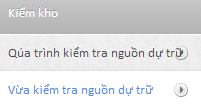 Kiểm kho
Qúa trình kiểm tra nguồn dự trữ
Vừa kiểm tra nguồn dự trữ